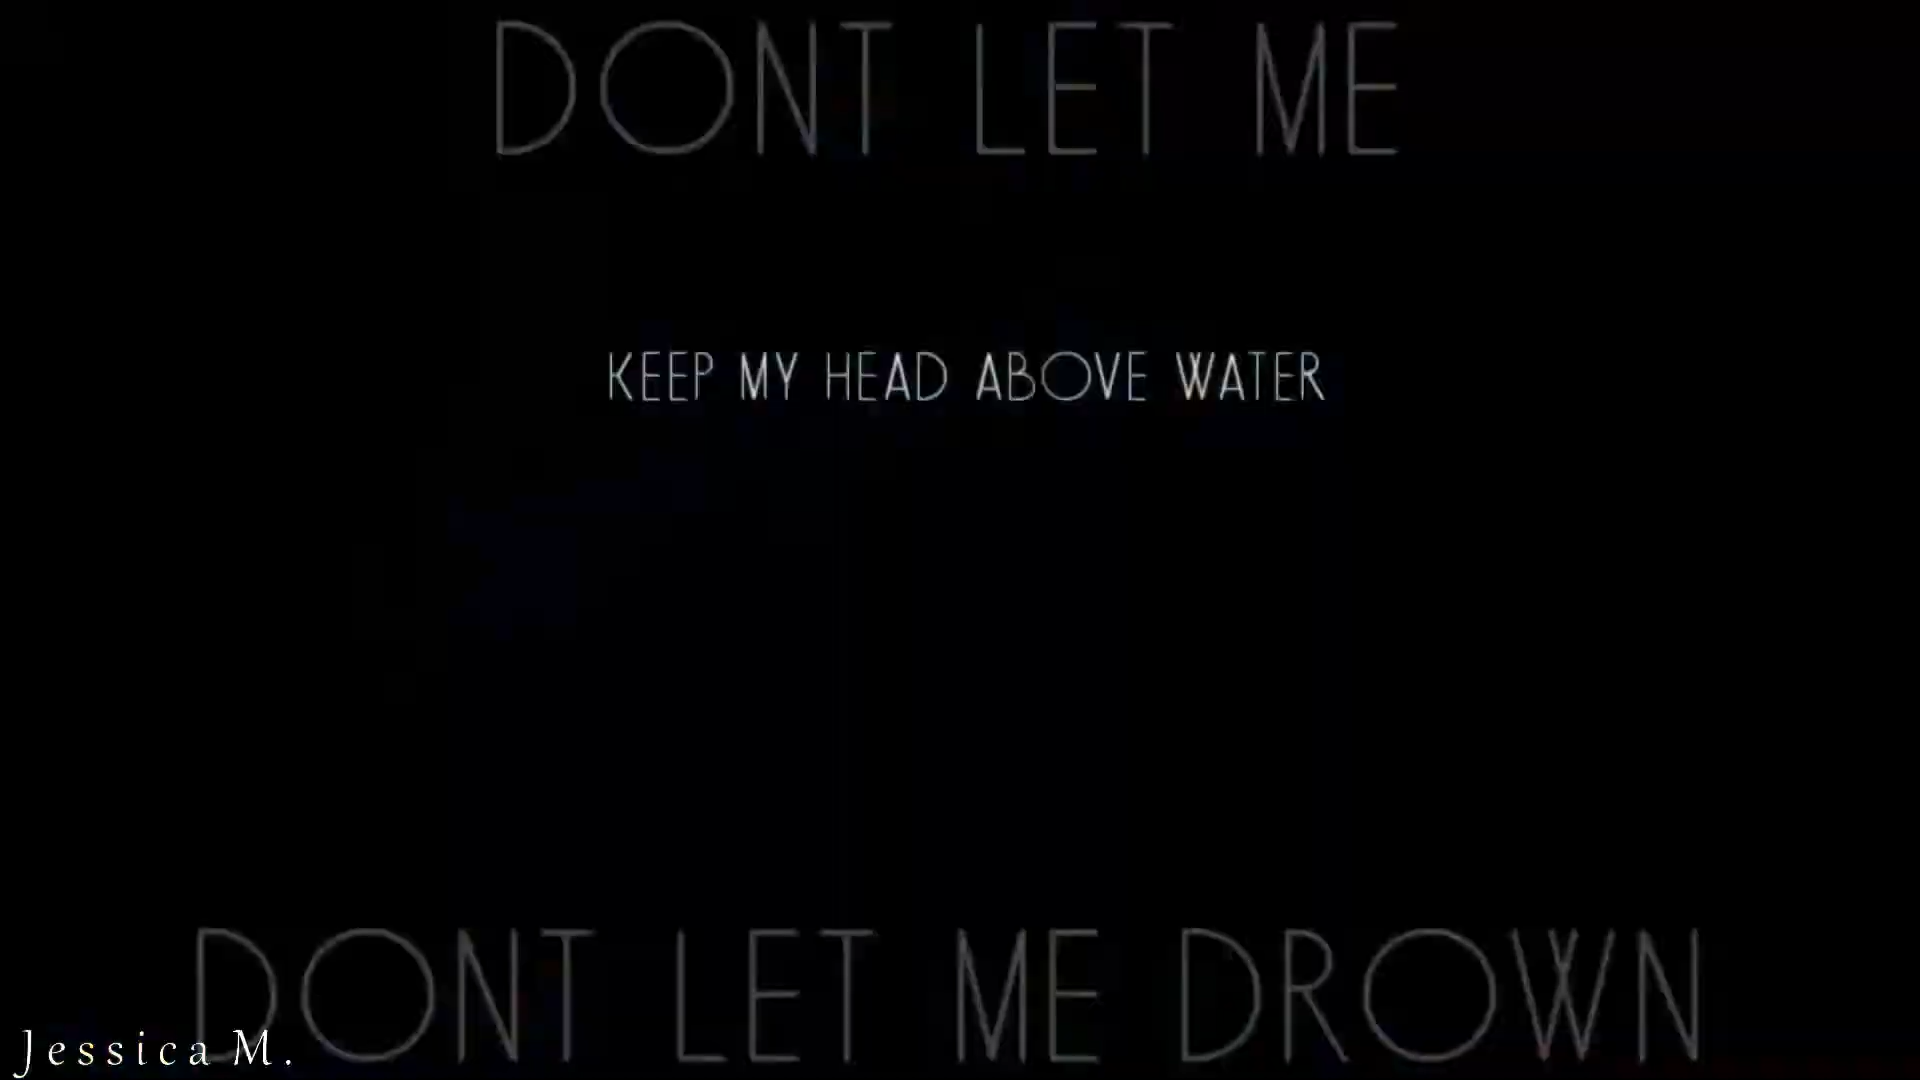 DONT LET ME
KEEP MY HEAD ABOVE WATER
DONT LET ME DROWN
Jessica M.